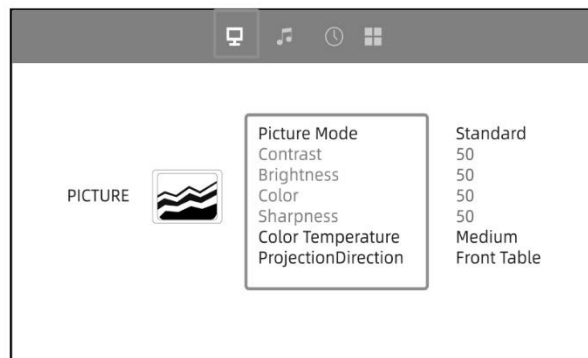 PICTURE
Picture Mode Standard
Contrast 50
Brightness 50
Color 50
Sharpness 50
Color Temperature Medium
ProjectionDirection Front Table